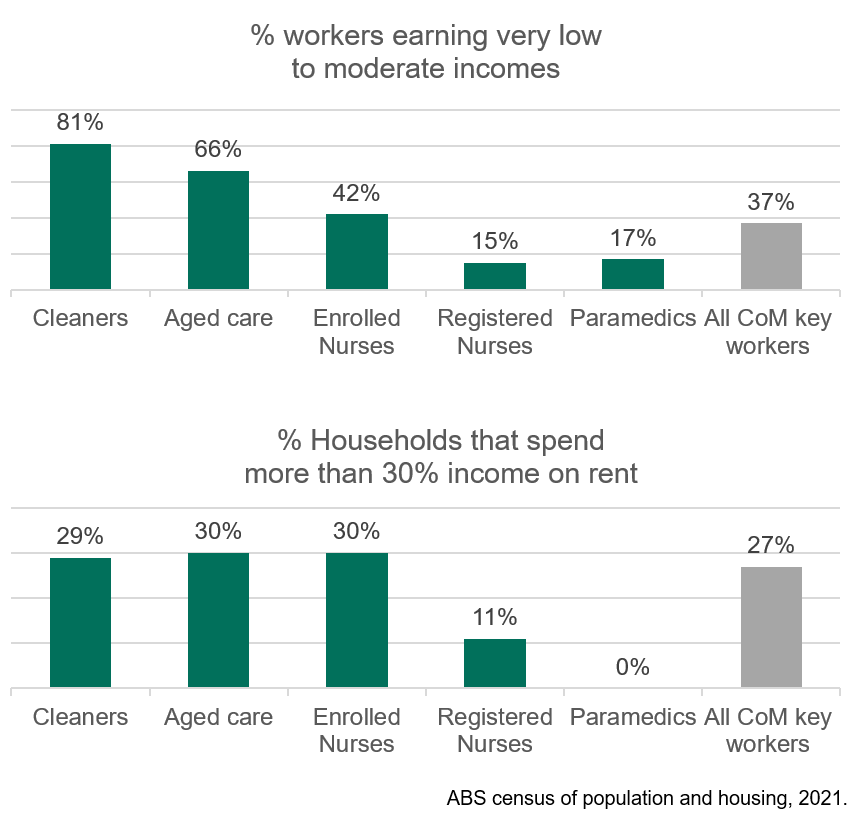 % workers earning very low
to moderate incomes
81%
66%
42%
15%
17%
37%
Cleaners
Aged care
Enrolled
Nurses
Registered
Nurses
Paramedics
All CoM key
workers
% Households that spend
more than 30% income on rent
29%
30%
30%
11%
0%
27%
Cleaners
Aged care
Enrolled
Nurses
Registered
Nurses
Paramedics
All CoM key
workers
ABS census of population and housing, 2021.